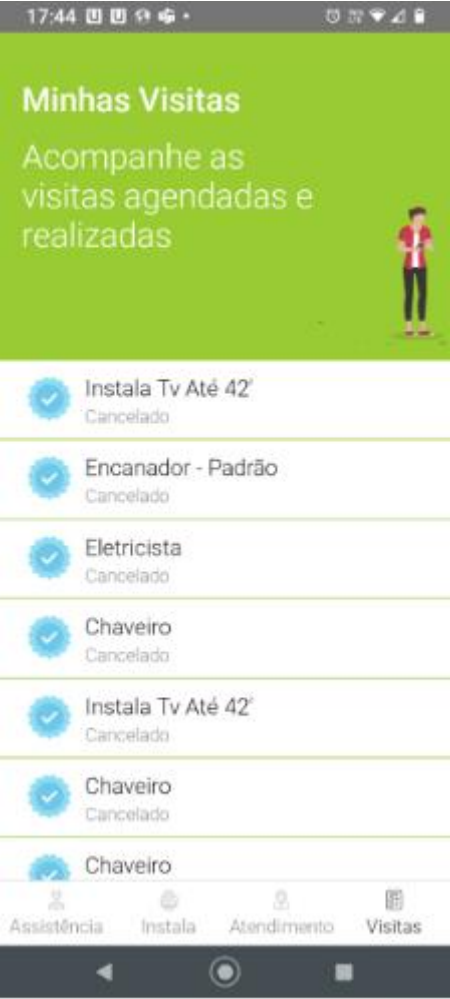 17:44
Minhas Visitas
Acompanhe as
visitas agendadas e
realizadas
Instala Tv Até 42'
Cancelado
Encanador - Padrão
Cancelado
Eletricista
Cancelado
Chaveiro
Cancelado
Instala Tv Até 42'
Cancelado
Chaveiro
Cancelado
Chaveiro
Assistência Instala Atendimento Visitas